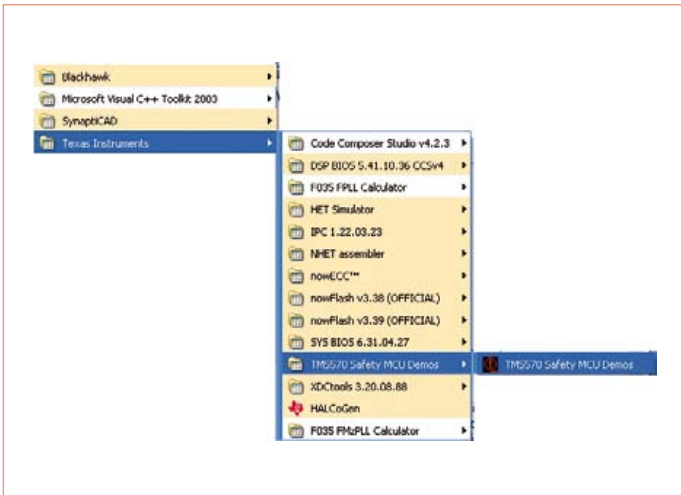 Blackhawk
Microsoft Visual C++ Toolkit 2003
SynaptiCAD
Texas Instruments
Code Composer Studio v4.2.3
DSP BIOS 5.41.10.36 CCSv4
F035 FPLL Calculator
HET Simulator
IPC 1.22.03.23
NHET assembler
nowECC™
nowFlash v3.38 (OFFICIAL)
nowFlash v3.39 (OFFICIAL)
SYS BIOS 6.31.04.27
TMS570 Safety MCU Demos
TMS570 Safety MCU Demos
XDCtools 3.20.08.88
HALCoGen
F035 FMzPLL Calculator